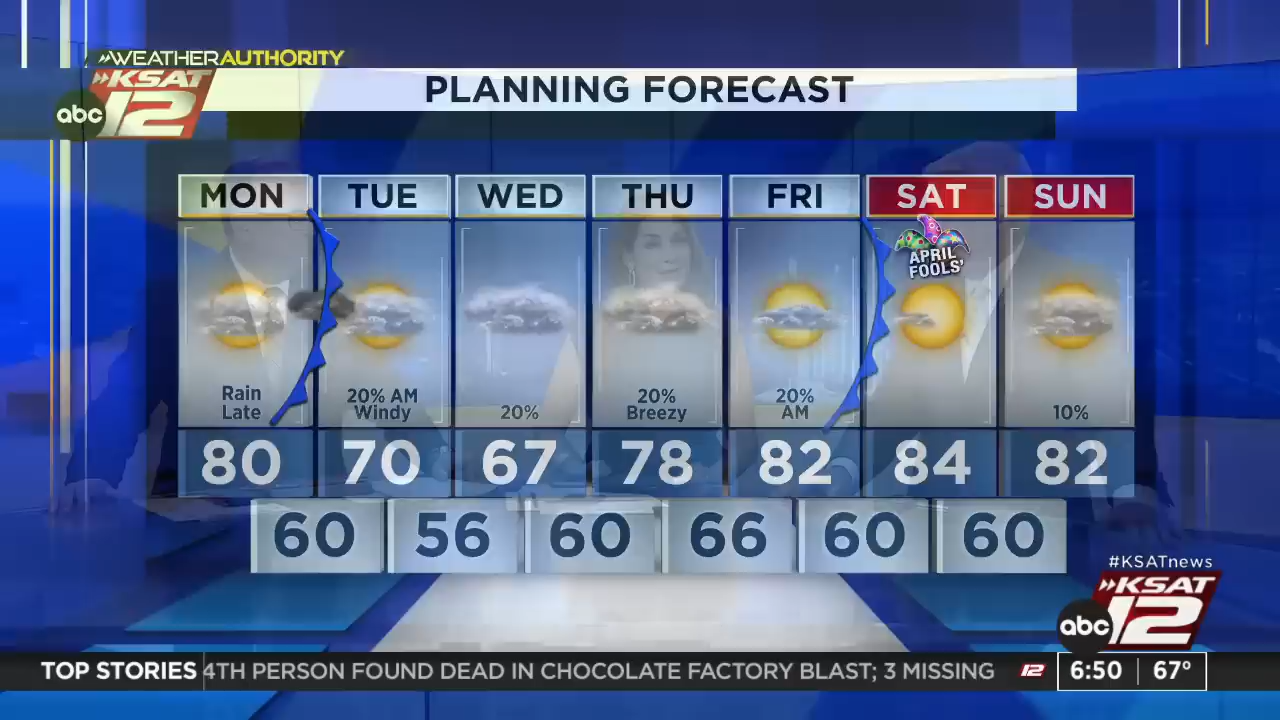 WEATHERAUTHORITY
KSAT
abc 12
PLANNING FORECAST
MON TUE WED THU FRI SAT SUN
APRIL
FOOLS'
Rain
Late
20% AM
Windy
20%
20%
Breezy
20%
AM
10%
80 70 67 78 82 84 82
60 56 60 66 60 60
#KSATnews
KSAT
abc 12
TOP STORIES 4TH PERSON FOUND DEAD IN CHOCOLATE FACTORY BLAST; 3 MISSING 12 6:50 67°